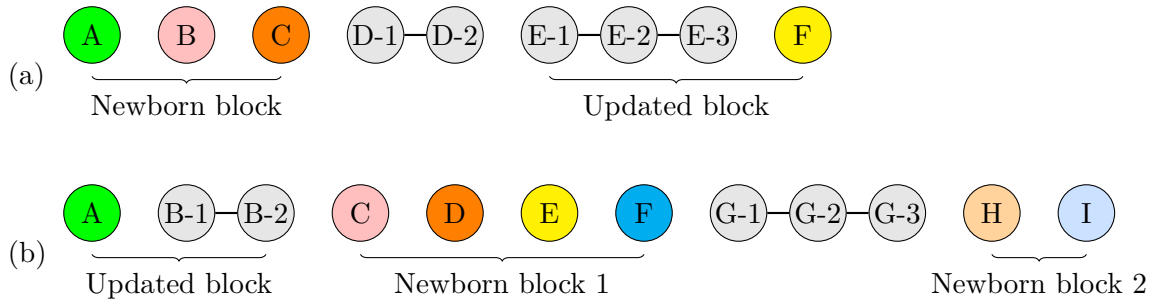 A B C D-1 D-2 E-1 E-2 E-3 F
(a)
Newborn block Updated block
A B-1 B-2 C D E F G-1 G-2 G-3 H I
(b)
Updated block Newborn block 1 Newborn block 2